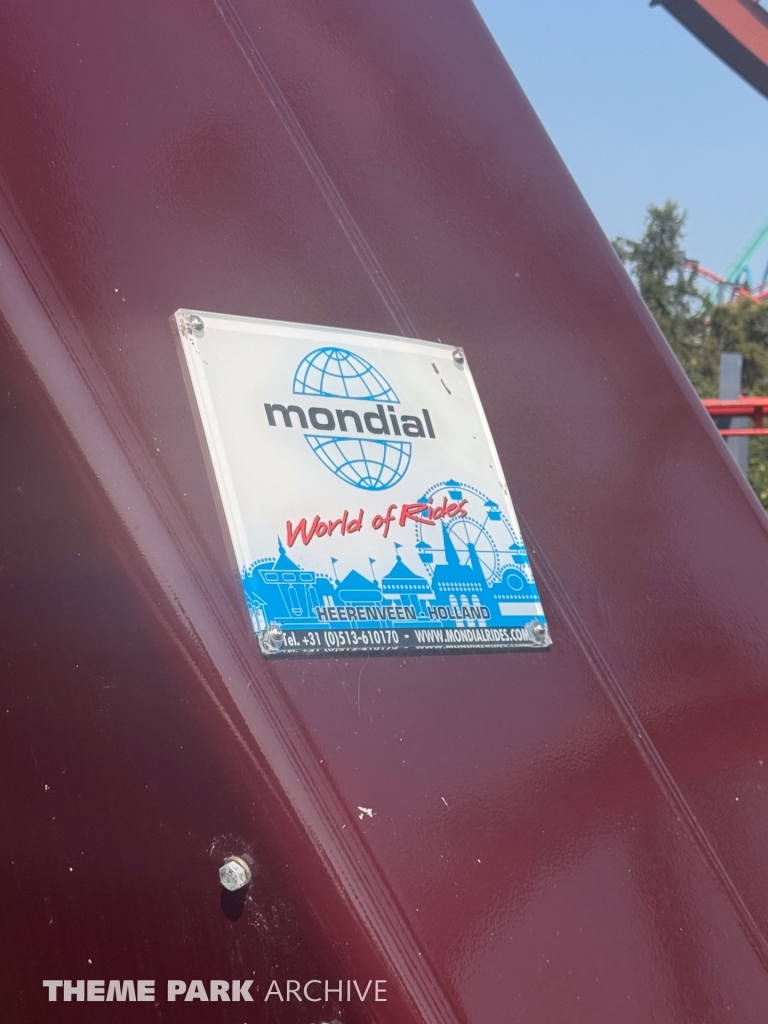 mondial
World of Rides
HEERENVEEN - HOLLAND
Tel. +31 (0)513-610170 - WWW.MONDIALRIDES.COM
THEME PARK ARCHIVE